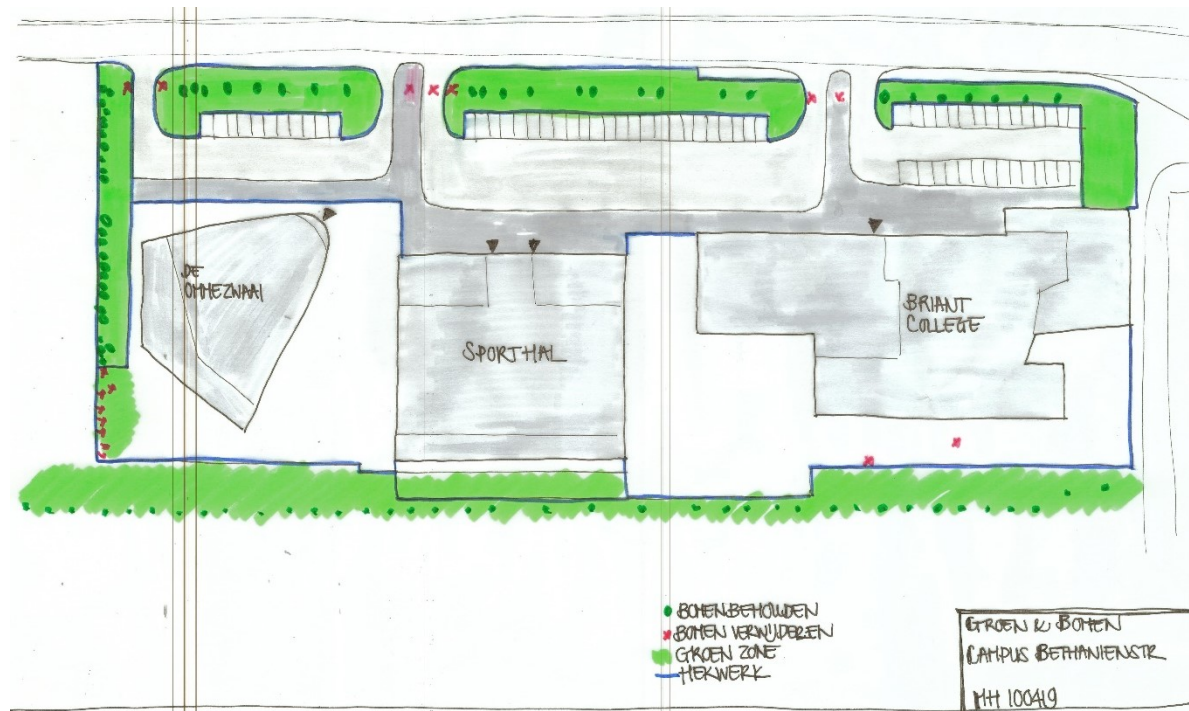 DE
OMMEZWAAI
SPORTHAL
BRIANT
COLLEGE
BOMEN BEHOUDEN
BOMEN VERWIJDEREN
GROEN ZONE
HEKWERK
GROEN & BOMEN
CAMPUS BETHANIENSTR
MH 100419